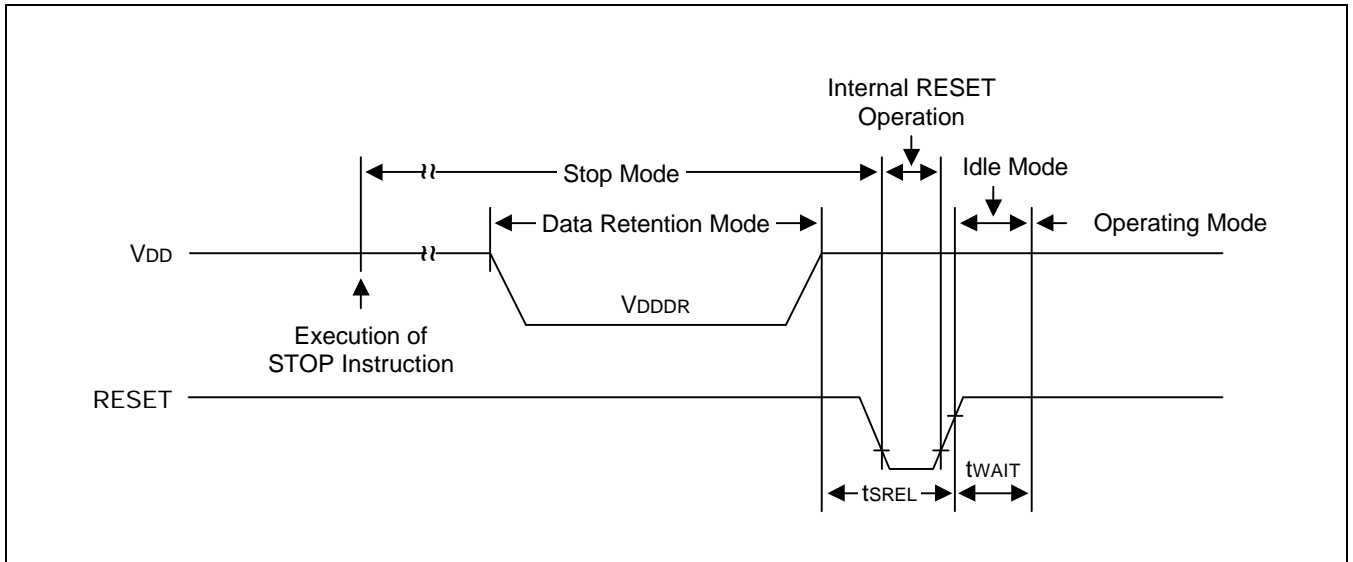 Internal RESET
Operation
Idle Mode
Stop Mode
Data Retention Mode
Operating Mode
VDD
VDDDR
Execution of
STOP Instruction
RESET
tWAIT
tSREL